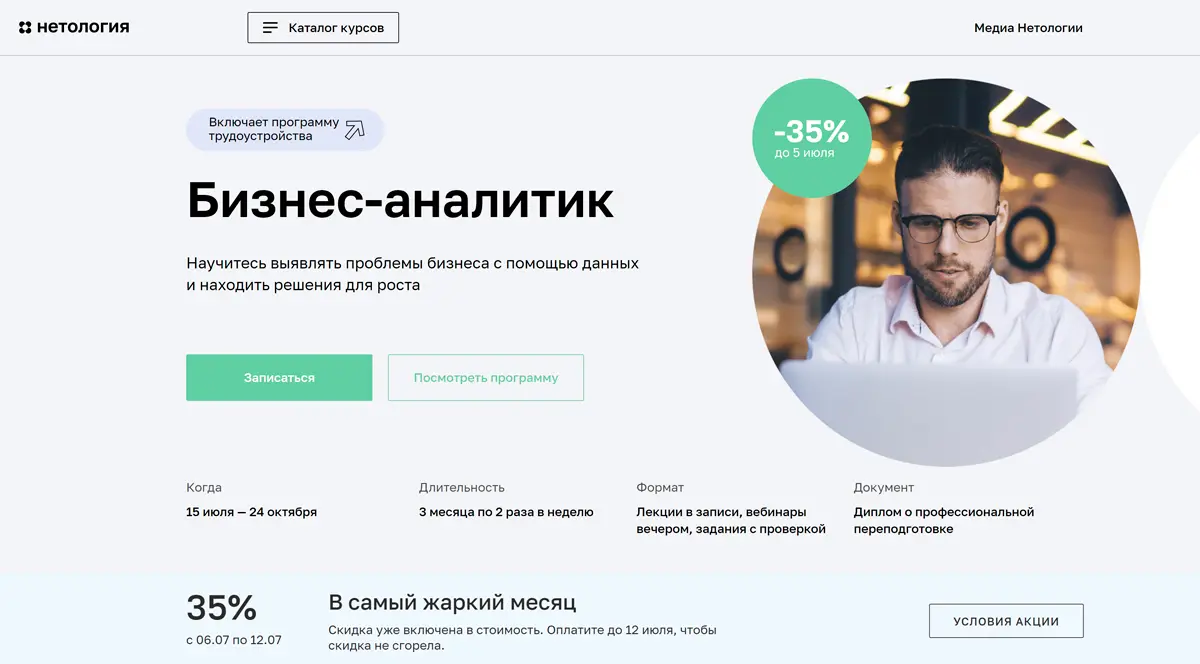 нетология
Каталог курсов
Медиа Нетологии
Включает программу
трудоустройства
-35%
до 5 июля
Бизнес-аналитик
Научитесь выявлять проблемы бизнеса с помощью данных
и находить решения для роста
Записаться
Посмотреть программу
Когда
15 июля — 24 октября
Длительность
3 месяца по 2 раза в неделю
Формат
Лекции в записи, вебинары
вечером, задания с проверкой
Документ
Диплом о профессиональной
переподготовке
35%
с 06.07 по 12.07
В самый жаркий месяц
Скидка уже включена в стоимость. Оплатите до 12 июля, чтобы
скидка не сгорела.
УСЛОВИЯ АКЦИИ